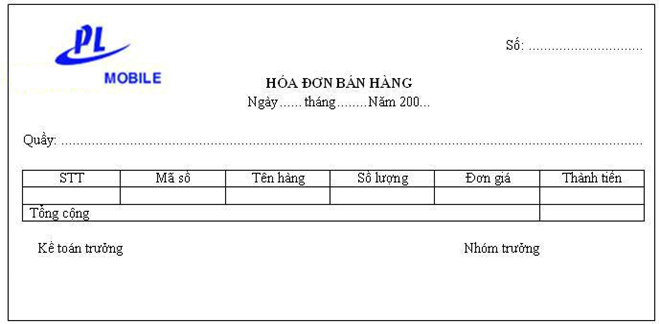 PL
MOBILE
Số: ................................
HÓA ĐƠN BÁN HÀNG
Ngày...... tháng........ Năm 200...
Quầy: ........................................................................................................................................................
STT Mã số Tên hàng Số lượng Đơn giá Thành tiền
Tổng cộng
Kế toán trưởng Nhóm trưởng